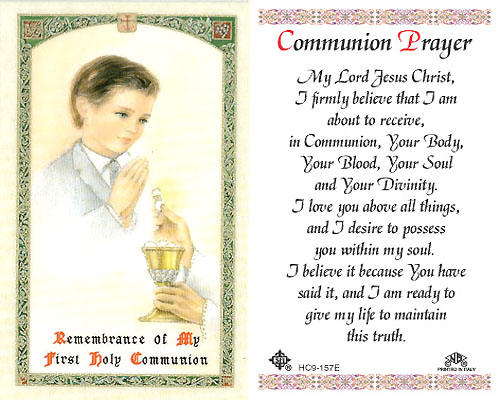 Remembrance of My
First Holy Communion
Communion Prayer
My Lord Jesus Christ,
I firmly believe that I am
about to receive,
in Communion, Your Body,
Your Blood, Your Soul
and Your Divinity.
I love you above all things,
and I desire to possess
you within my soul.
I believe it because You have
said it, and I am ready to
give my life to maintain
this truth.
® HC9-157E
PRINTED IN ITALY